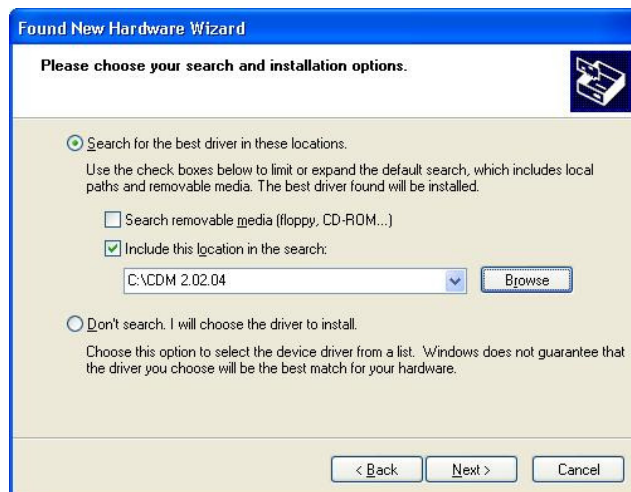 Found New Hardware Wizard
Please choose your search and installation options.
Search for the best driver in these locations.
Use the check boxes below to limit or expand the default search, which includes local
paths and removable media. The best driver found will be installed.
Search removable media (floppy, CD-ROM...)
Include this location in the search:
C:\CDM 2.02.04
Browse
Don't search. I will choose the driver to install.
Choose this option to select the device driver from a list. Windows does not guarantee that
the driver you choose will be the best match for your hardware.
< Back
Next >
Cancel